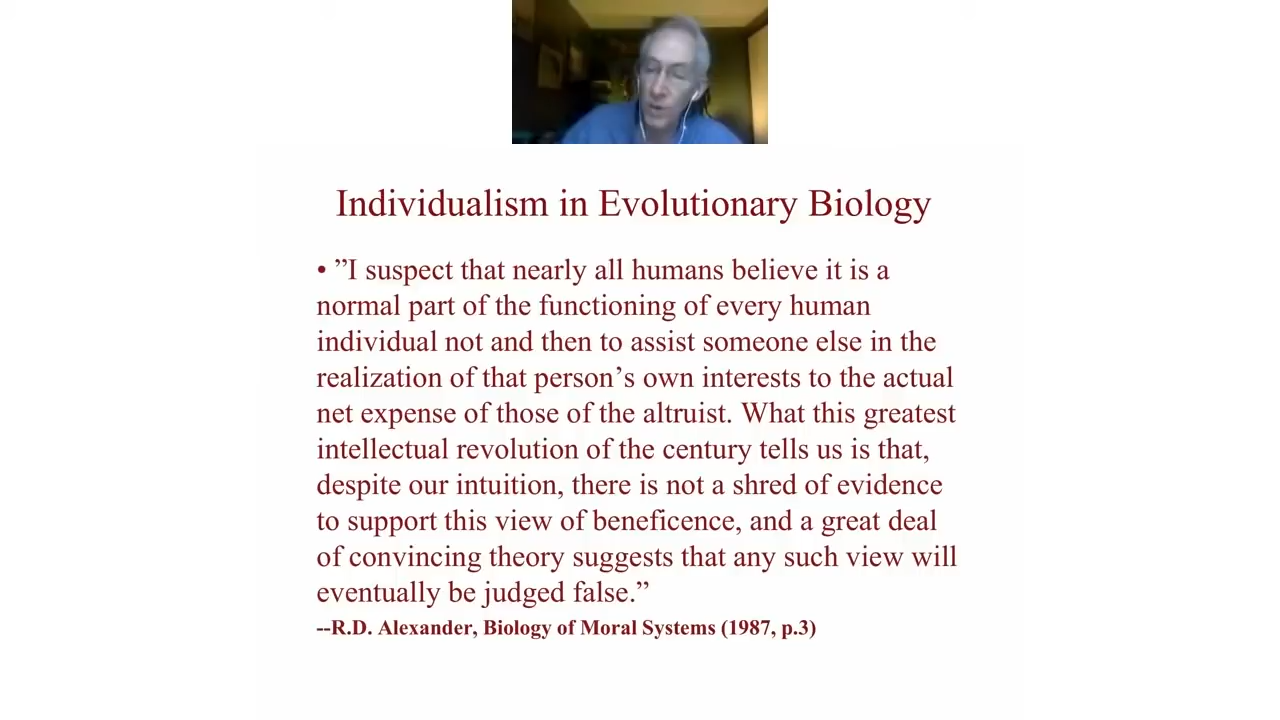 Individualism in Evolutionary Biology
• ”I suspect that nearly all humans believe it is a
normal part of the functioning of every human
individual not and then to assist someone else in the
realization of that person’s own interests to the actual
net expense of those of the altruist. What this greatest
intellectual revolution of the century tells us is that,
despite our intuition, there is not a shred of evidence
to support this view of beneficence, and a great deal
of convincing theory suggests that any such view will
eventually be judged false.”
--R.D. Alexander, Biology of Moral Systems (1987, p.3)